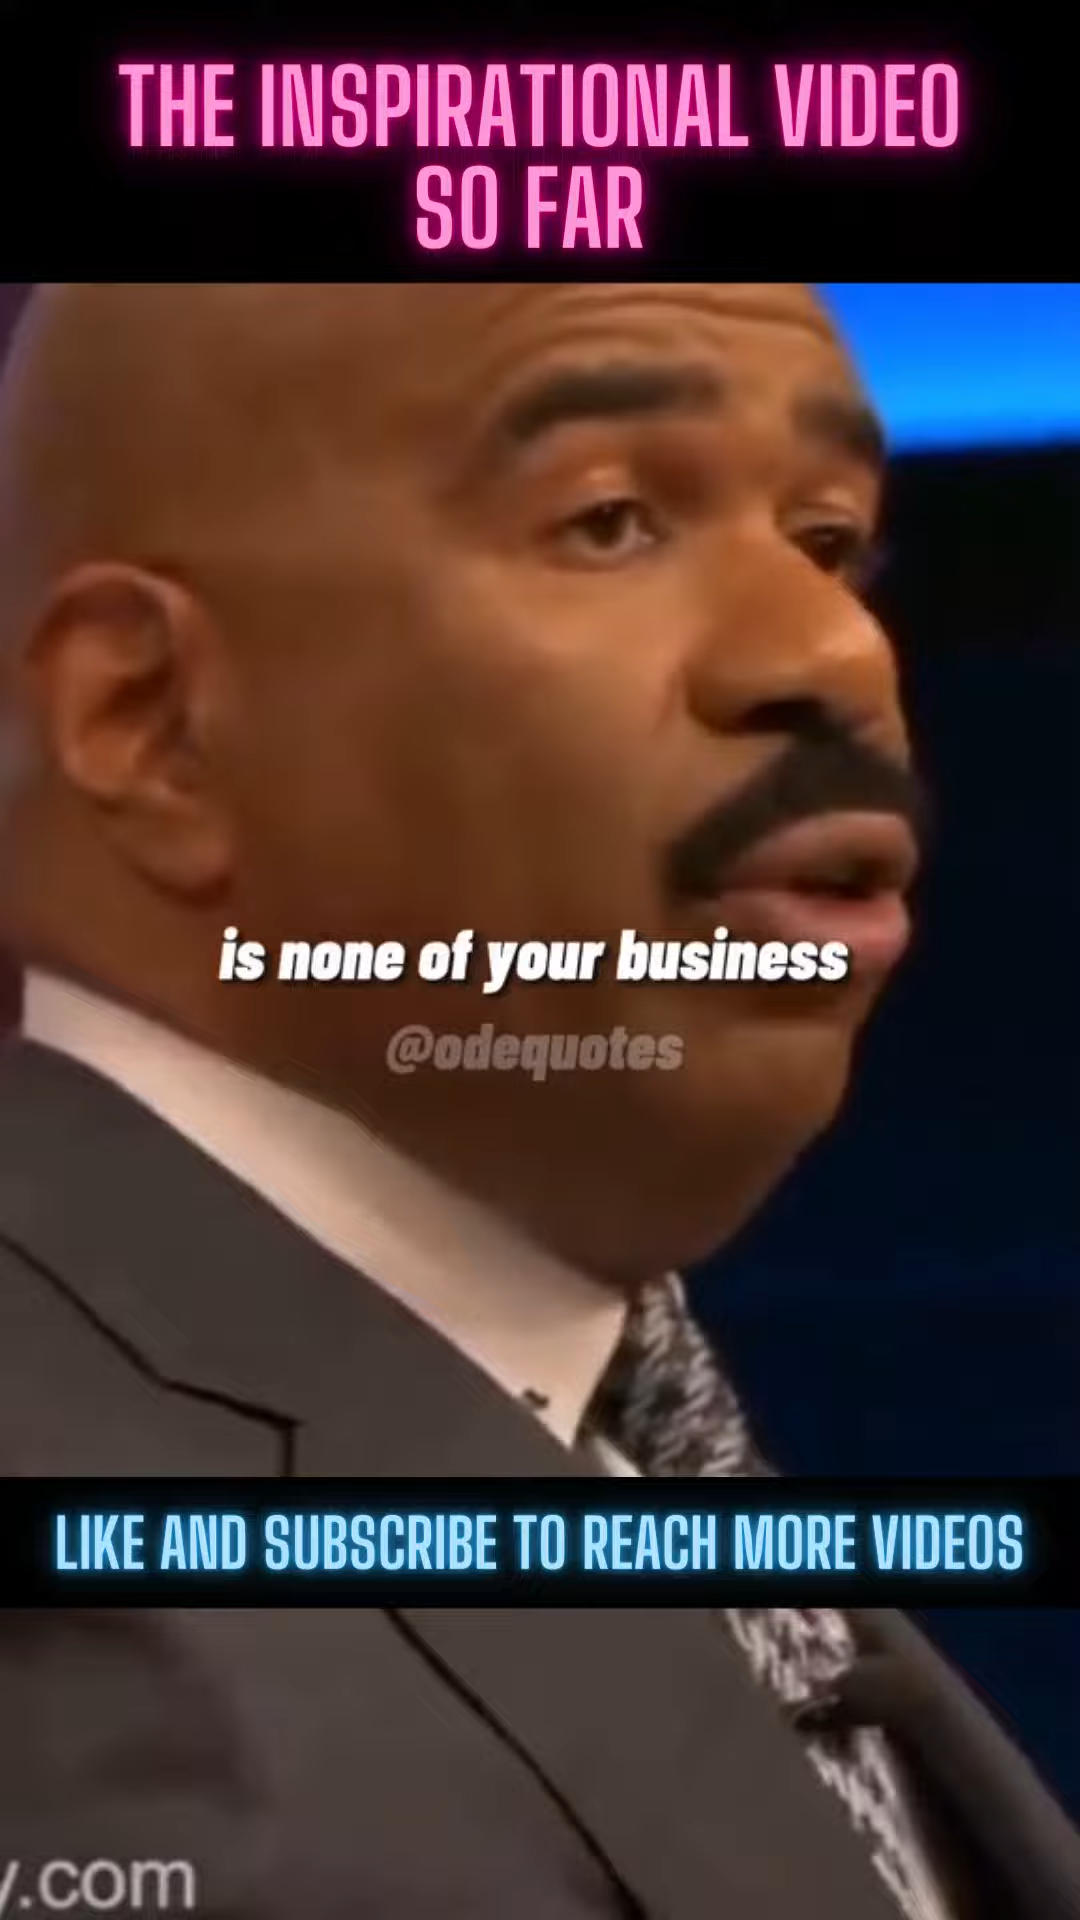 THE INSPIRATIONAL VIDEO
SO FAR
is none of your business
@odequotes
LIKE AND SUBSCRIBE TO REACH MORE VIDEOS
y.com